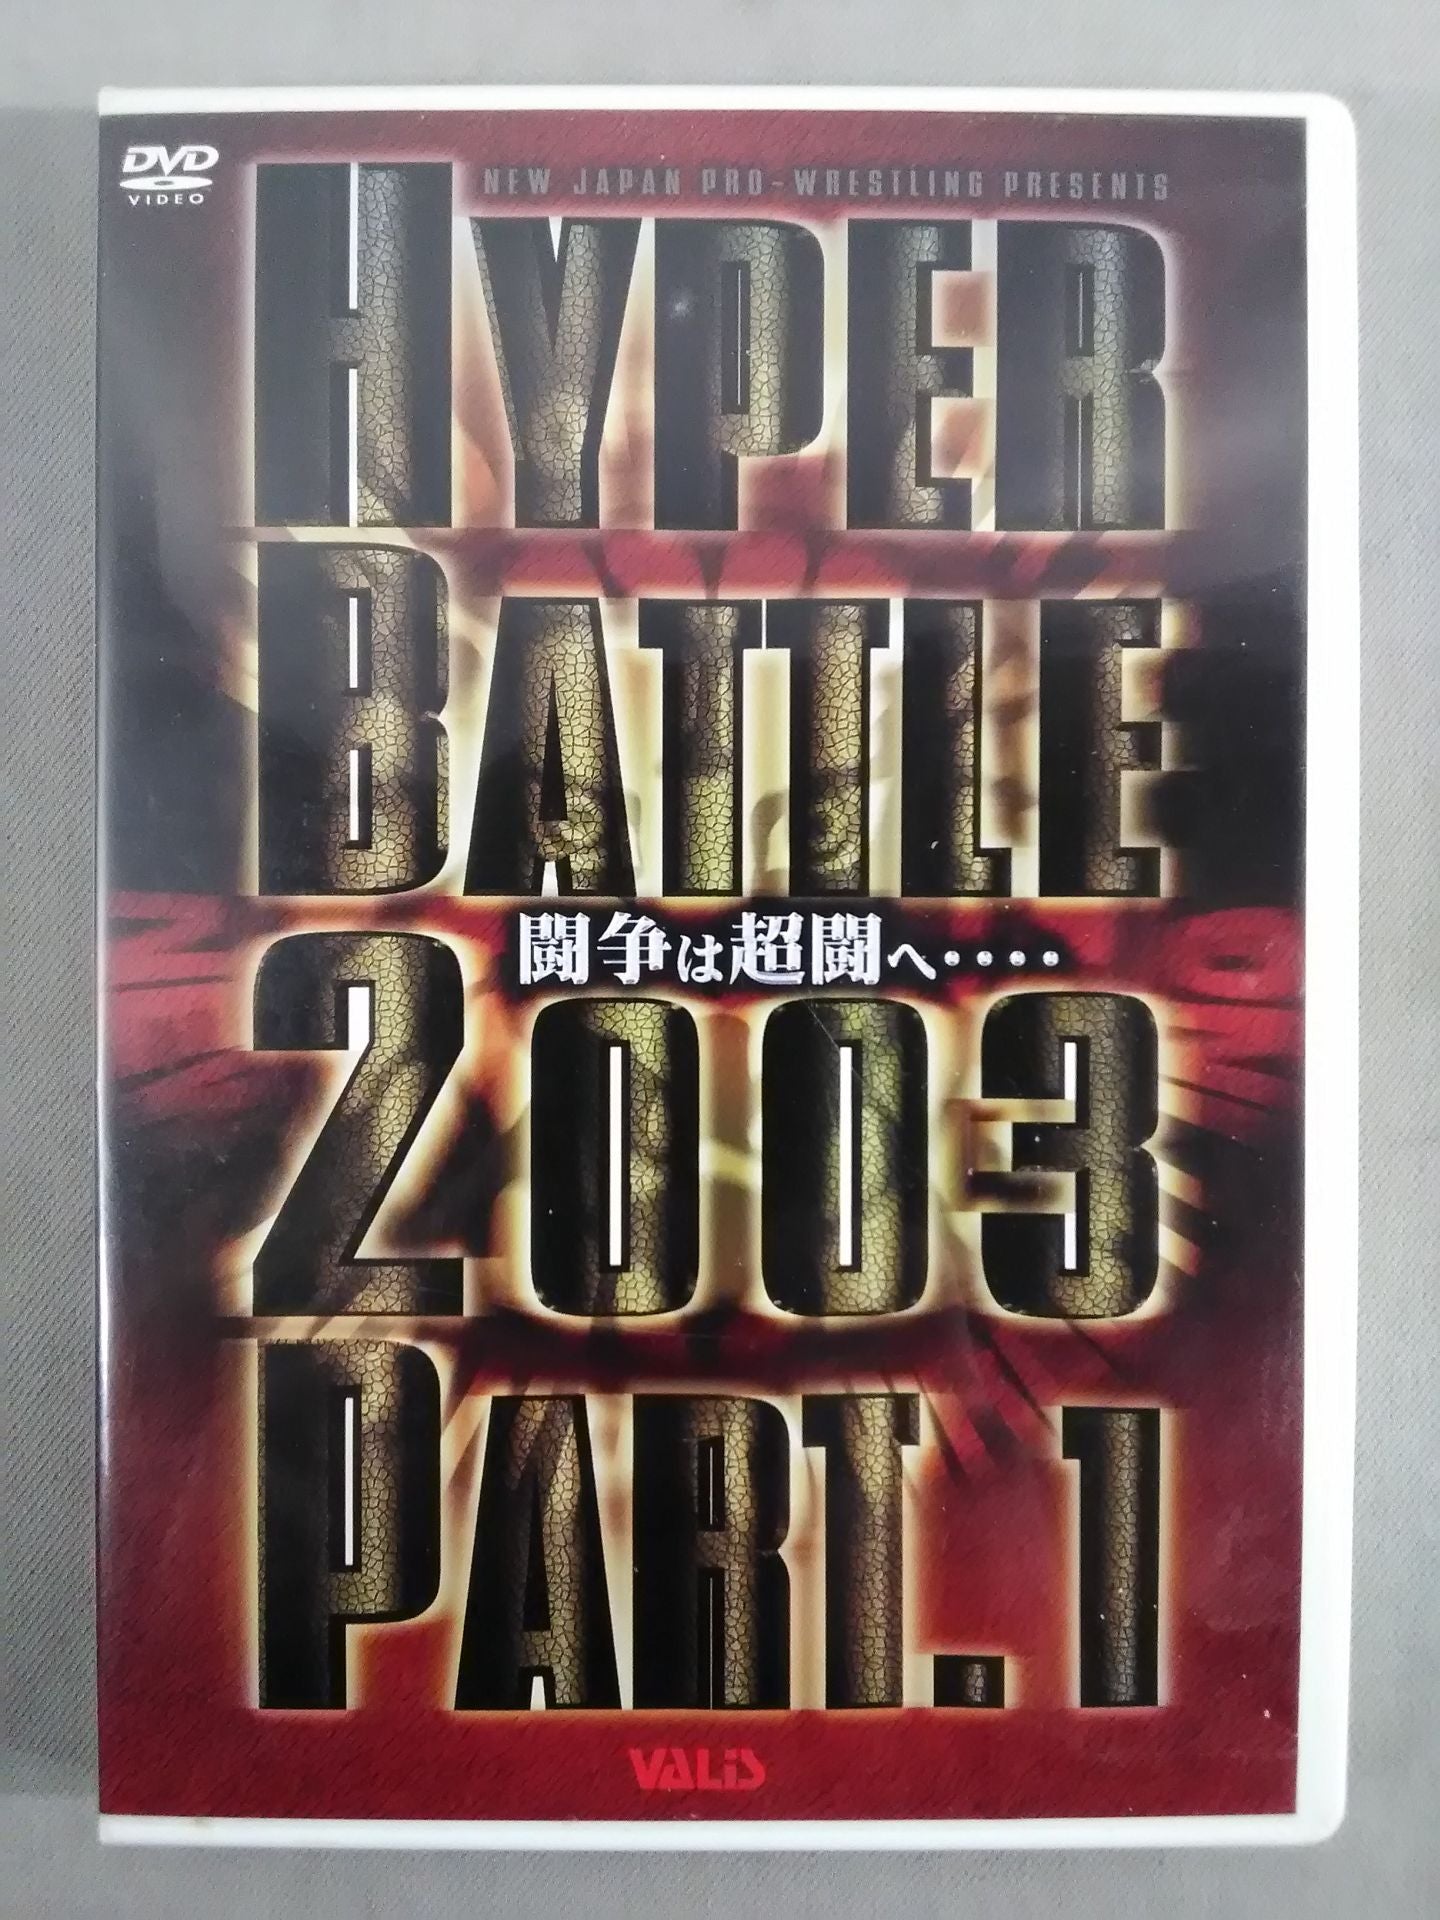 DVD
VIDEO
NEW JAPAN PRO-WRESTLING PRESENTS
HYPER
BATTLE
闘争は超闘へ‥‥
2003
PART.1
VALIS